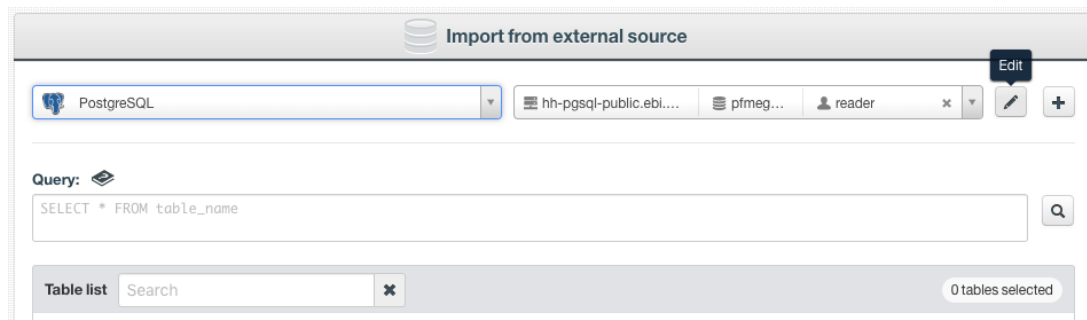 Import from external source
Edit
PostgreSQL
hh-pgsql-public.ebi.... pfmeg... reader
Query:
SELECT * FROM table_name
Table list Search 0 tables selected